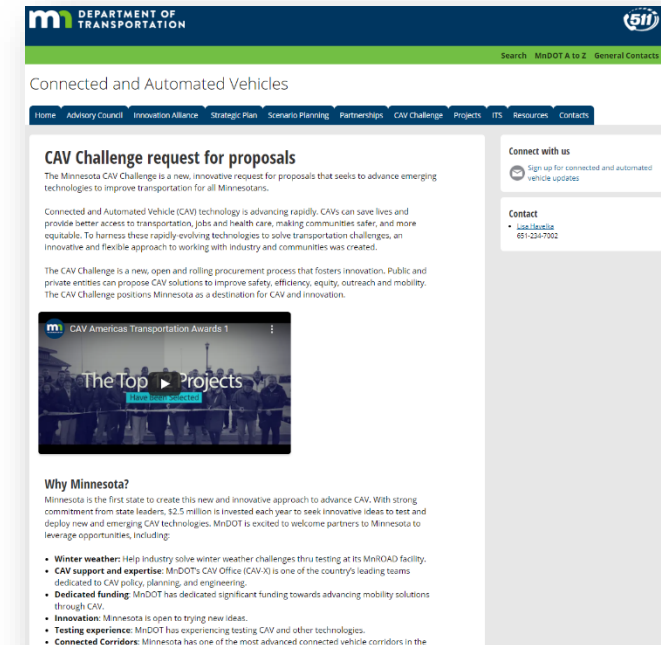 DEPARTMENT OF
TRANSPORTATION
511
Search MnDOT A to Z General Contacts
Connected and Automated Vehicles
Home Advisory Council Innovation Alliance Strategic Plan Scenario Planning Partnerships CAV Challenge Projects ITS Resources Contacts
CAV Challenge request for proposals
The Minnesota CAV Challenge is a new, innovative request for proposals that seeks to advance emerging
technologies to improve transportation for all Minnesotans.
Connected and Automated Vehicle (CAV) technology is advancing rapidly. CAVs can save lives and
provide better access to transportation, jobs and health care, making communities safer, and more
equitable. To harness these rapidly-evolving technologies to solve transportation challenges, an
innovative and flexible approach to working with industry and communities was created.
The CAV Challenge is a new, open and rolling procurement process that fosters innovation. Public and
private entities can propose CAV solutions to improve safety, efficiency, equity, outreach and mobility.
The CAV Challenge positions Minnesota as a destination for CAV and innovation.
CAV Americas Transportation Awards 1
The Top Projects
Have Been Selected
Why Minnesota?
Minnesota is the first state to create this new and innovative approach to advance CAV. With strong
commitment from state leaders, $2.5 million is invested each year to seek innovative ideas to test and
deploy new and emerging CAV technologies. MnDOT is excited to welcome partners to Minnesota to
leverage opportunities, including:
• Winter weather: Help industry solve winter weather challenges thru testing at its MnROAD facility.
• CAV support and expertise: MnDOT's CAV Office (CAV-X) is one of the country's leading teams
dedicated to CAV policy, planning, and engineering.
• Dedicated funding: MnDOT has dedicated significant funding towards advancing mobility solutions
through CAV.
• Innovation: Minnesota is open to trying new ideas.
• Testing experience: MnDOT has experiencing testing CAV and other technologies.
• Connected Corridors: Minnesota has one of the most advanced connected vehicle corridors in the
Connect with us
Sign up for connected and automated
vehicle updates
Contact
• Lisa Havelka
651-234-7002